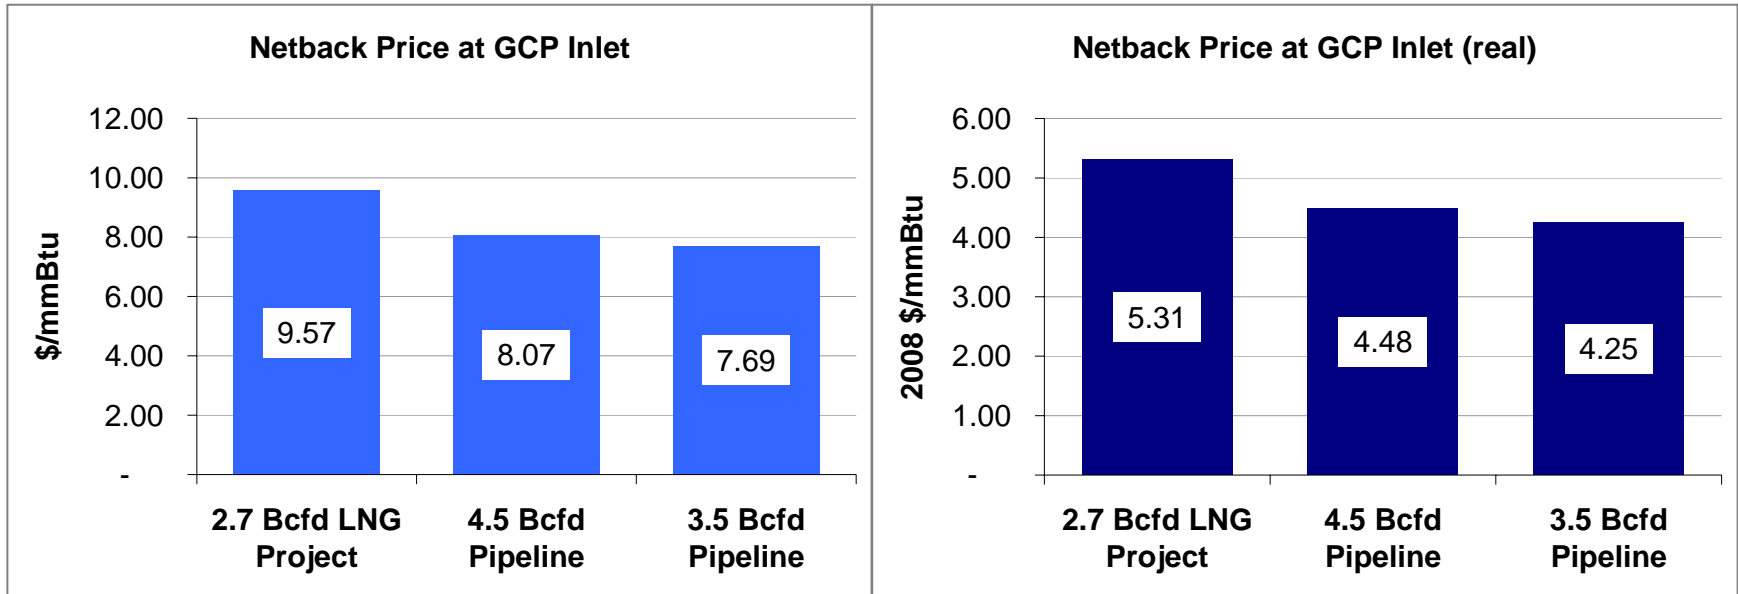 Netback Price at GCP Inlet
$/mmBtu
12.00
10.00
8.00
6.00
4.00
2.00
-
9.57
8.07
7.69
2.7 Bcfd LNG
Project
4.5 Bcfd
Pipeline
3.5 Bcfd
Pipeline
Netback Price at GCP Inlet (real)
2008 $/mmBtu
6.00
5.00
4.00
3.00
2.00
1.00
-
5.31
4.48
4.25
2.7 Bcfd LNG
Project
4.5 Bcfd
Pipeline
3.5 Bcfd
Pipeline